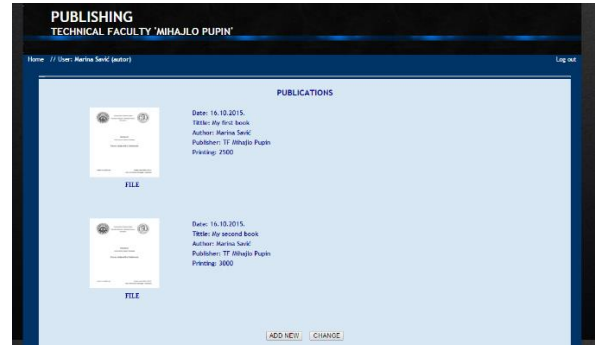 PUBLISHING
TECHNICAL FACULTY 'MIHAJLO PUPIN'
Home // User: Marina Savić (autor)
Log out
PUBLICATIONS
Date: 16.10.2015.
Tittle: My first book
Author: Marina Savić
Publisher: TF Mihajlo Pupin
Printing: 2500
FILE
Date: 16.10.2015.
Tittle: My second book
Author: Marina Savić
Publisher: TF Mihajlo Pupin
Printing: 3000
FILE
ADD NEW
CHANGE